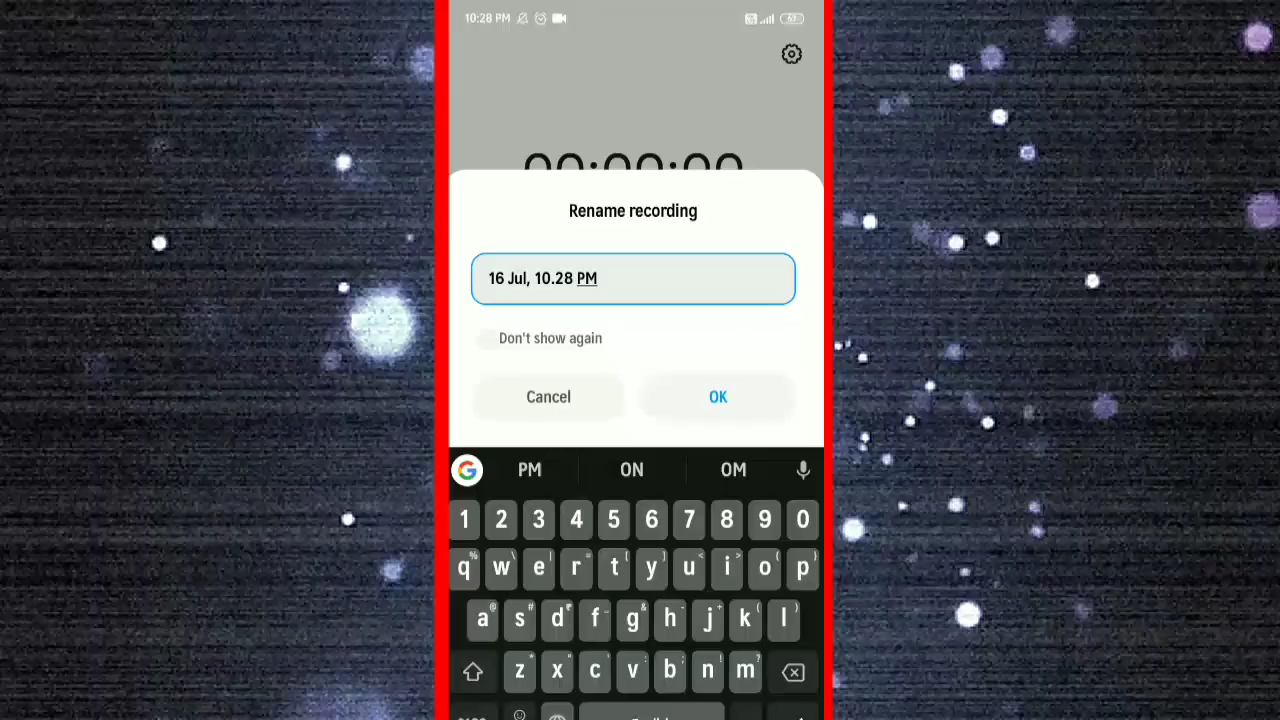 10:28 PM
63
00:00:00
Rename recording
16 Jul, 10.28 PM
Don't show again
Cancel
OK
PM ON OM
1 2 3 4 5 6 7 8 9 0
q w e r t y u i o p
a s d f g h j k l
z x c v b n m